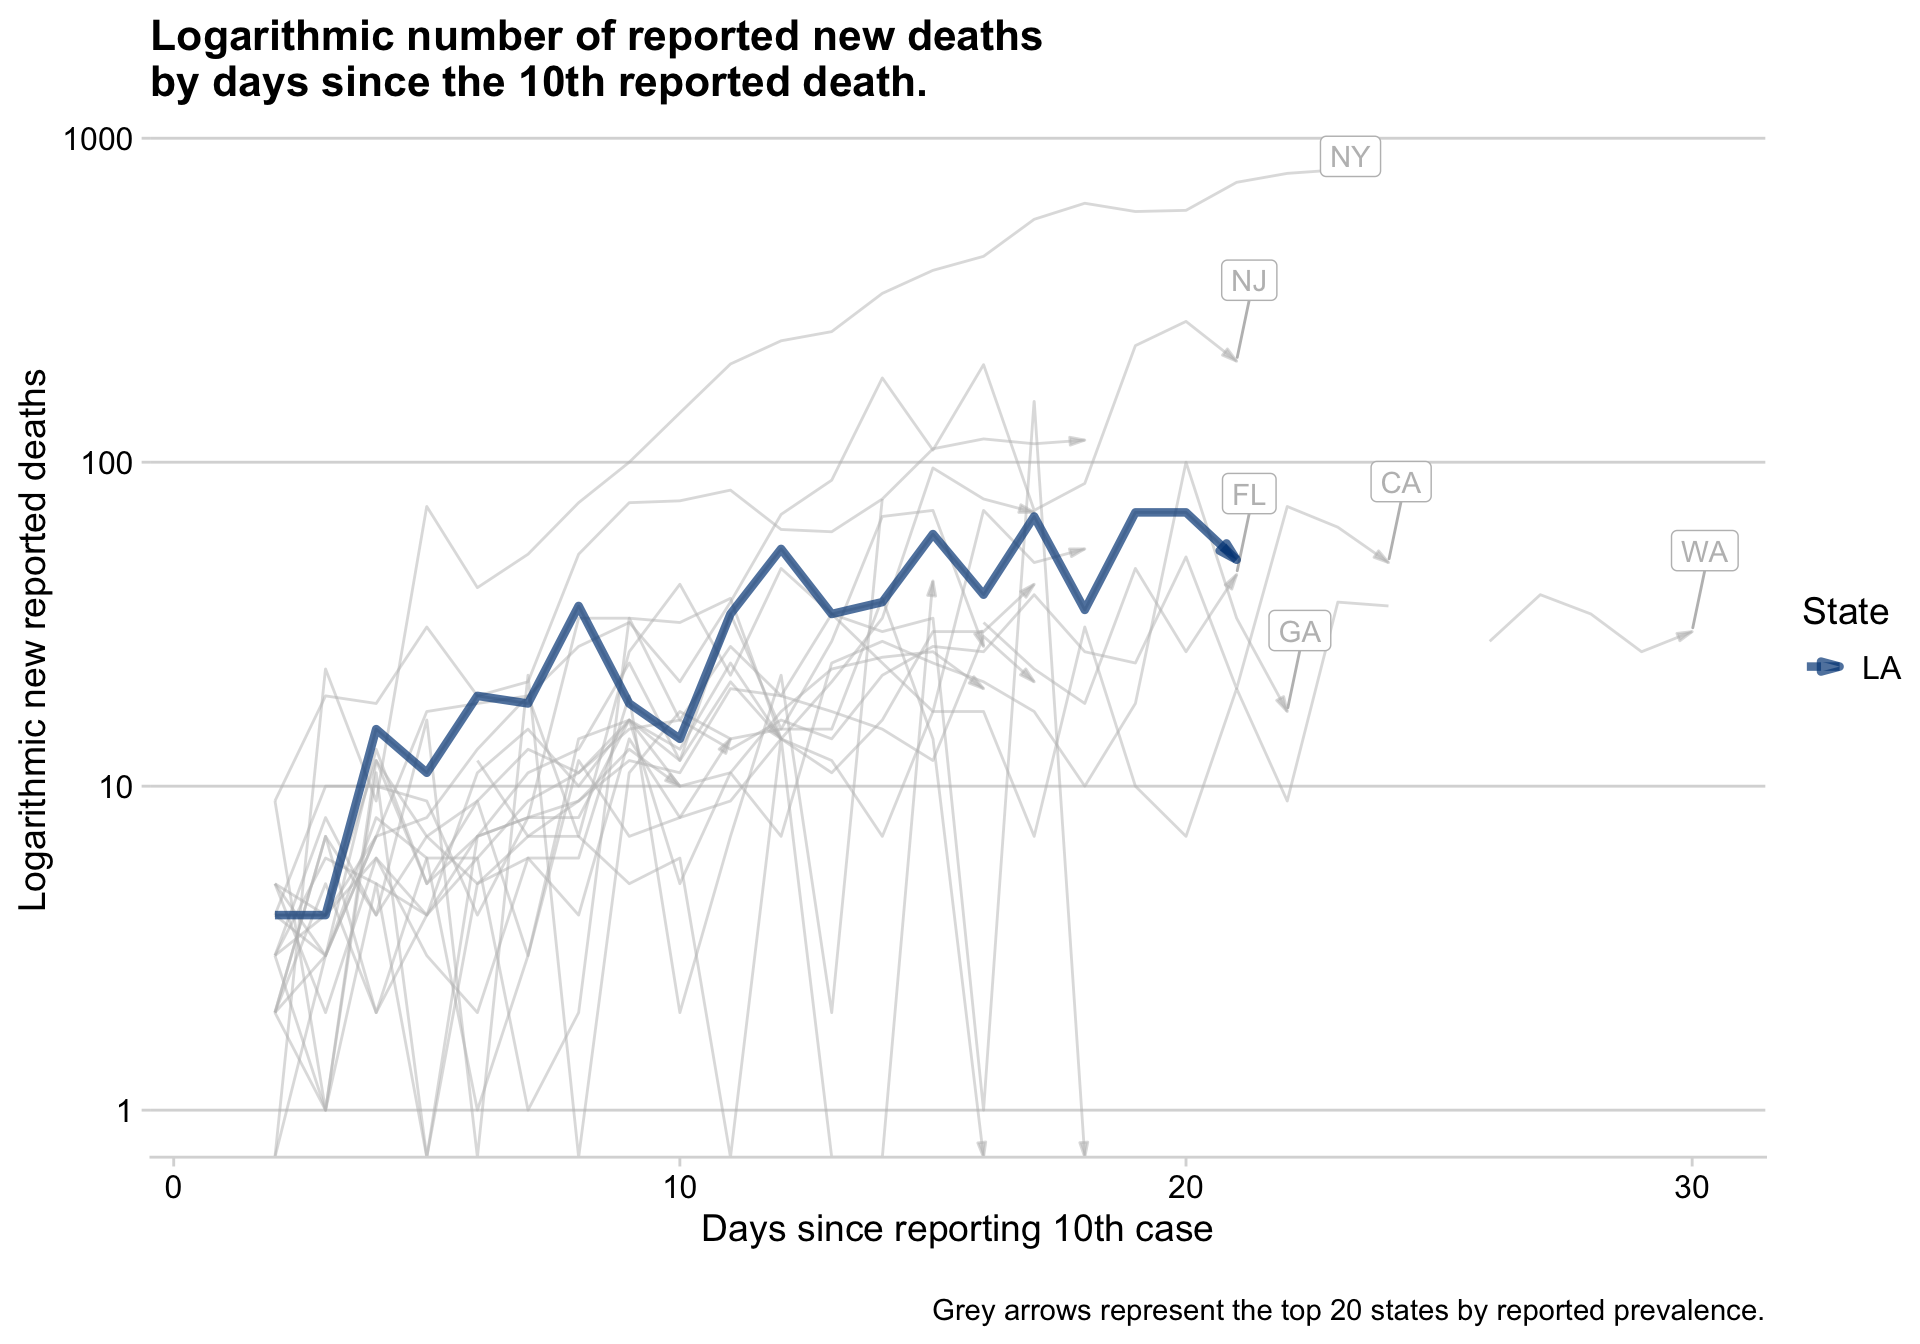 Logarithmic number of reported new deaths
by days since the 10th reported death.
Logarithmic new reported deaths
1000
100
10
1
NY
NJ
FL
CA
WA
GA
State
LA
0
10
20
30
Days since reporting 10th case
Grey arrows represent the top 20 states by reported prevalence.